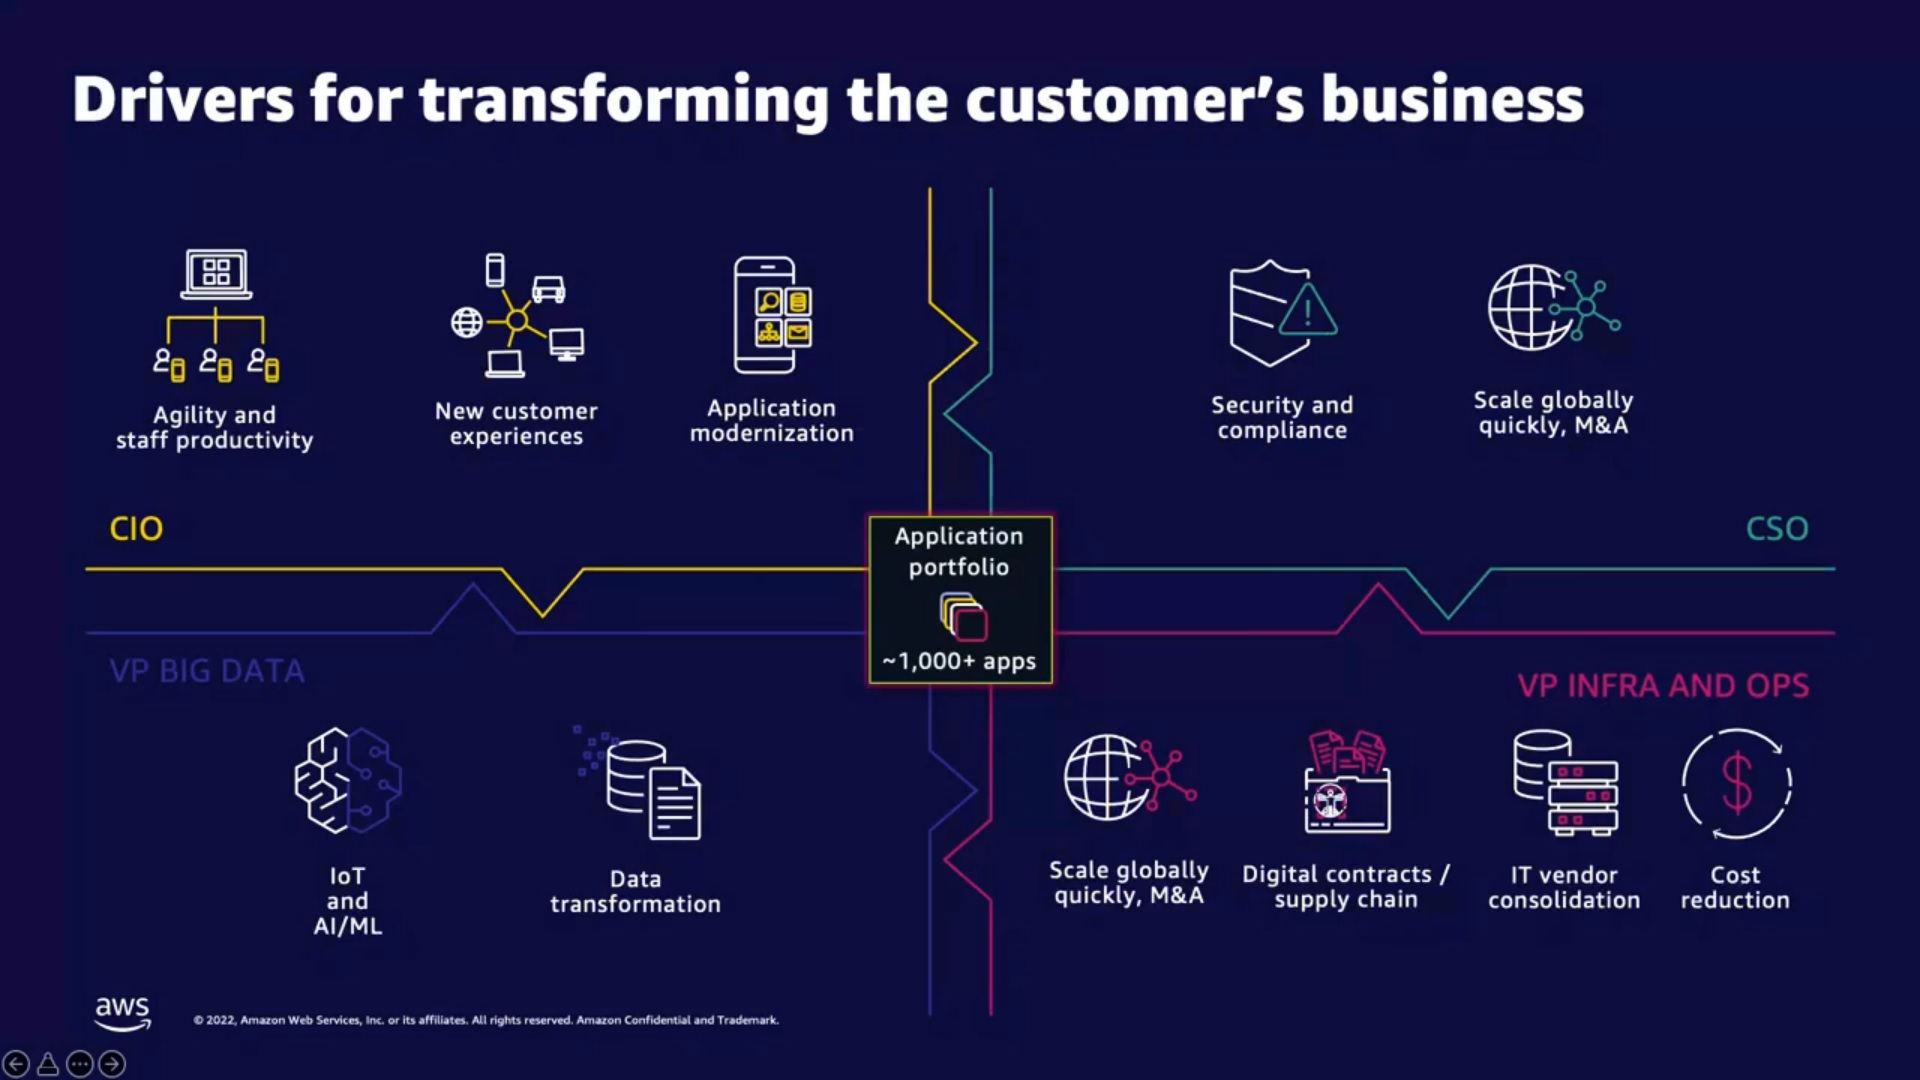 Drivers for transforming the customer's business
Agility and
staff productivity
New customer
experiences
Application
modernization
Security and
compliance
Scale globally
quickly, M&A
CIO
CSO
Application
portfolio
~1,000+ apps
VP BIG DATA
VP INFRA AND OPS
IoT
and
AI/ML
Data
transformation
Scale globally
quickly, M&A
Digital contracts /
supply chain
IT vendor
consolidation
Cost
reduction
aws
© 2022, Amazon Web Services, Inc. or its affiliates. All rights reserved. Amazon Confidential and Trademark.